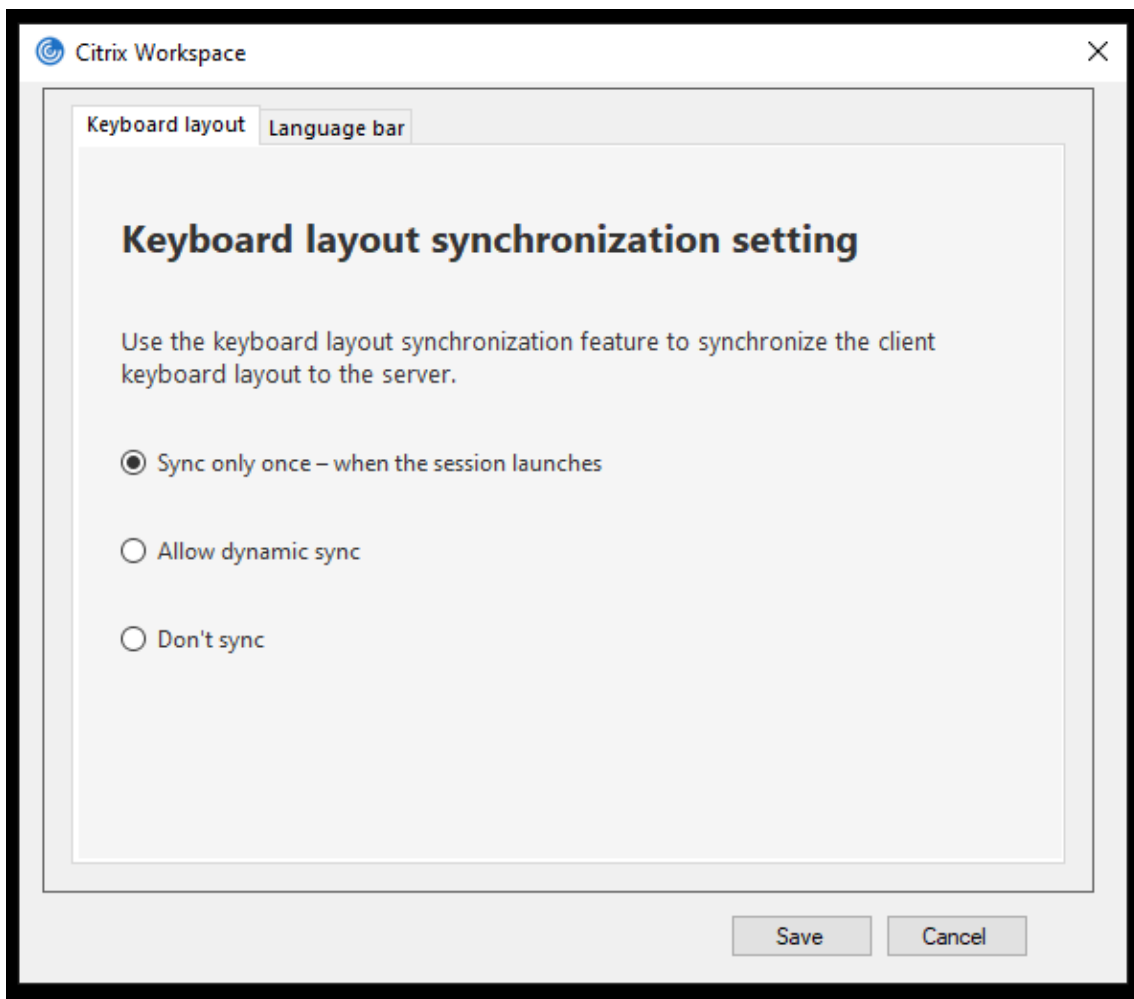 Citrix Workspace
Keyboard layout
Language bar
Keyboard layout synchronization setting
Use the keyboard layout synchronization feature to synchronize the client
keyboard layout to the server.
Sync only once – when the session launches
Allow dynamic sync
Don't sync
Save
Cancel